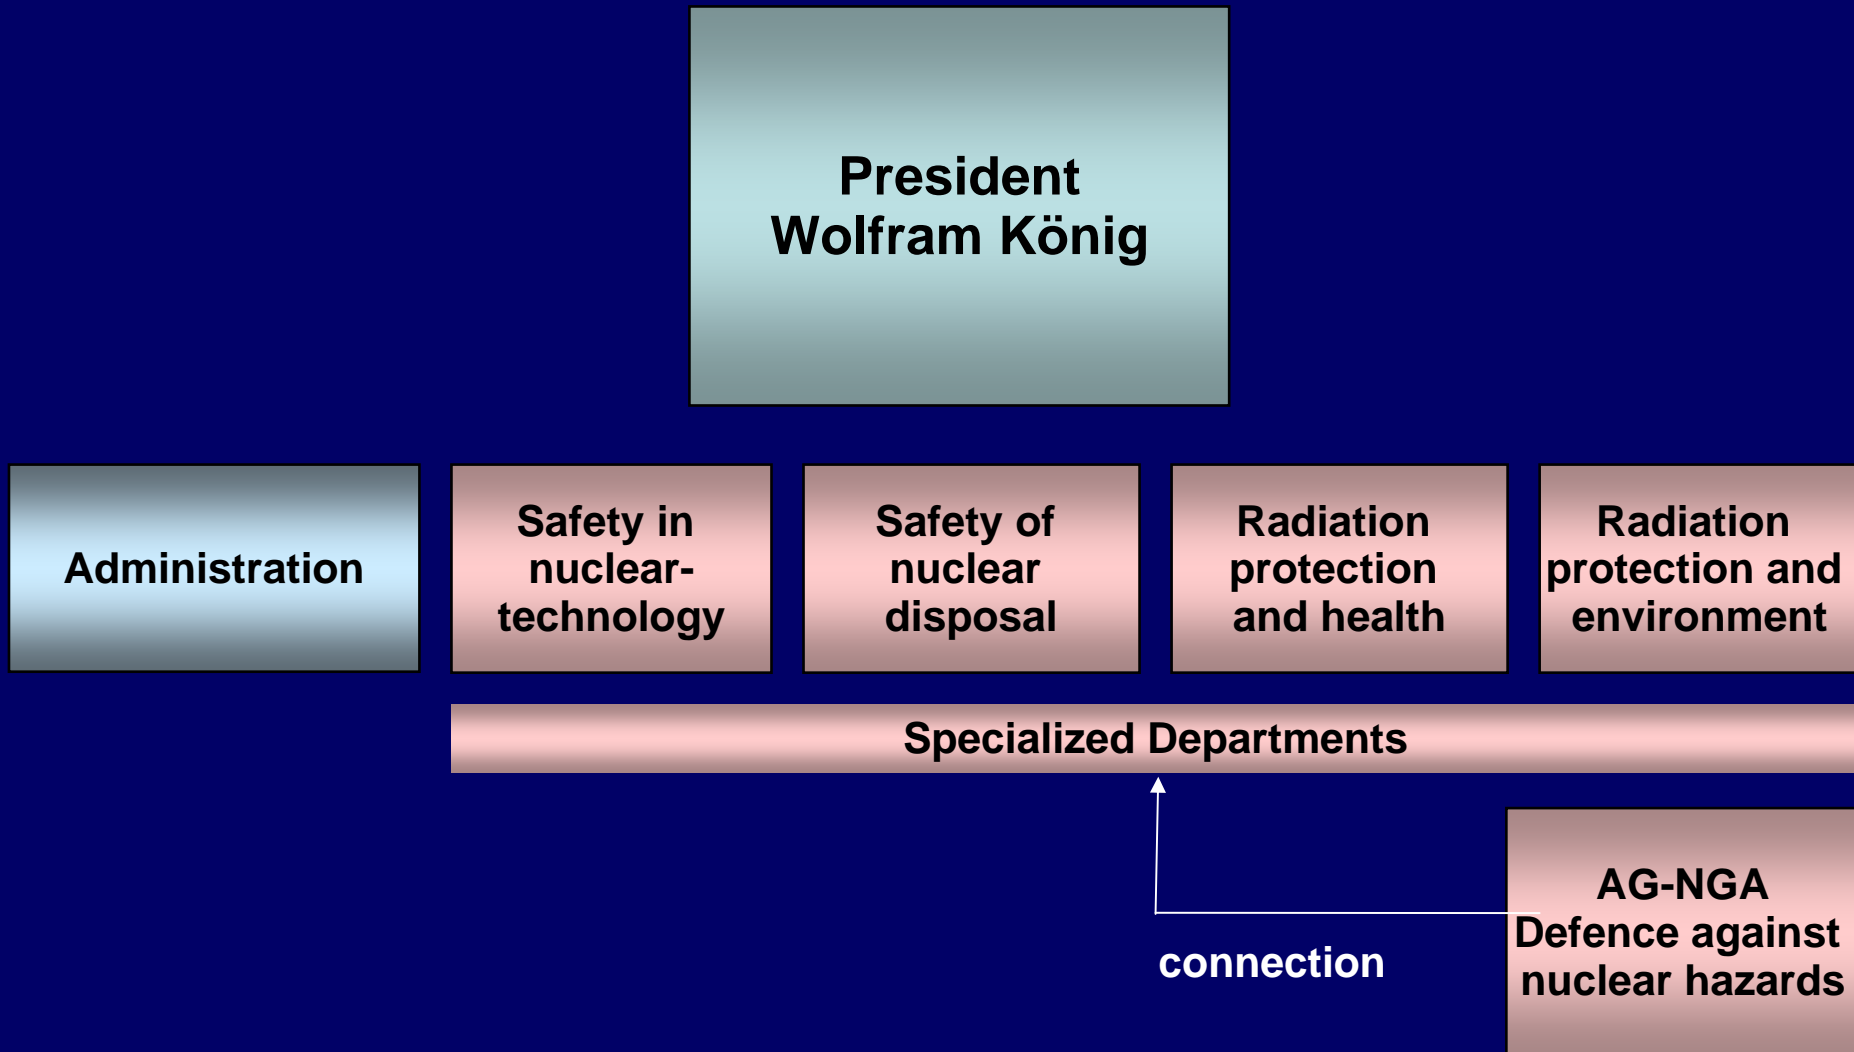 President
Wolfram König
Administration
Safety in
nuclear-
technology
Safety of
nuclear
disposal
Radiation
protection
and health
Radiation
protection and
environment
Specialized Departments
AG-NGA
Defence against
nuclear hazards
connection